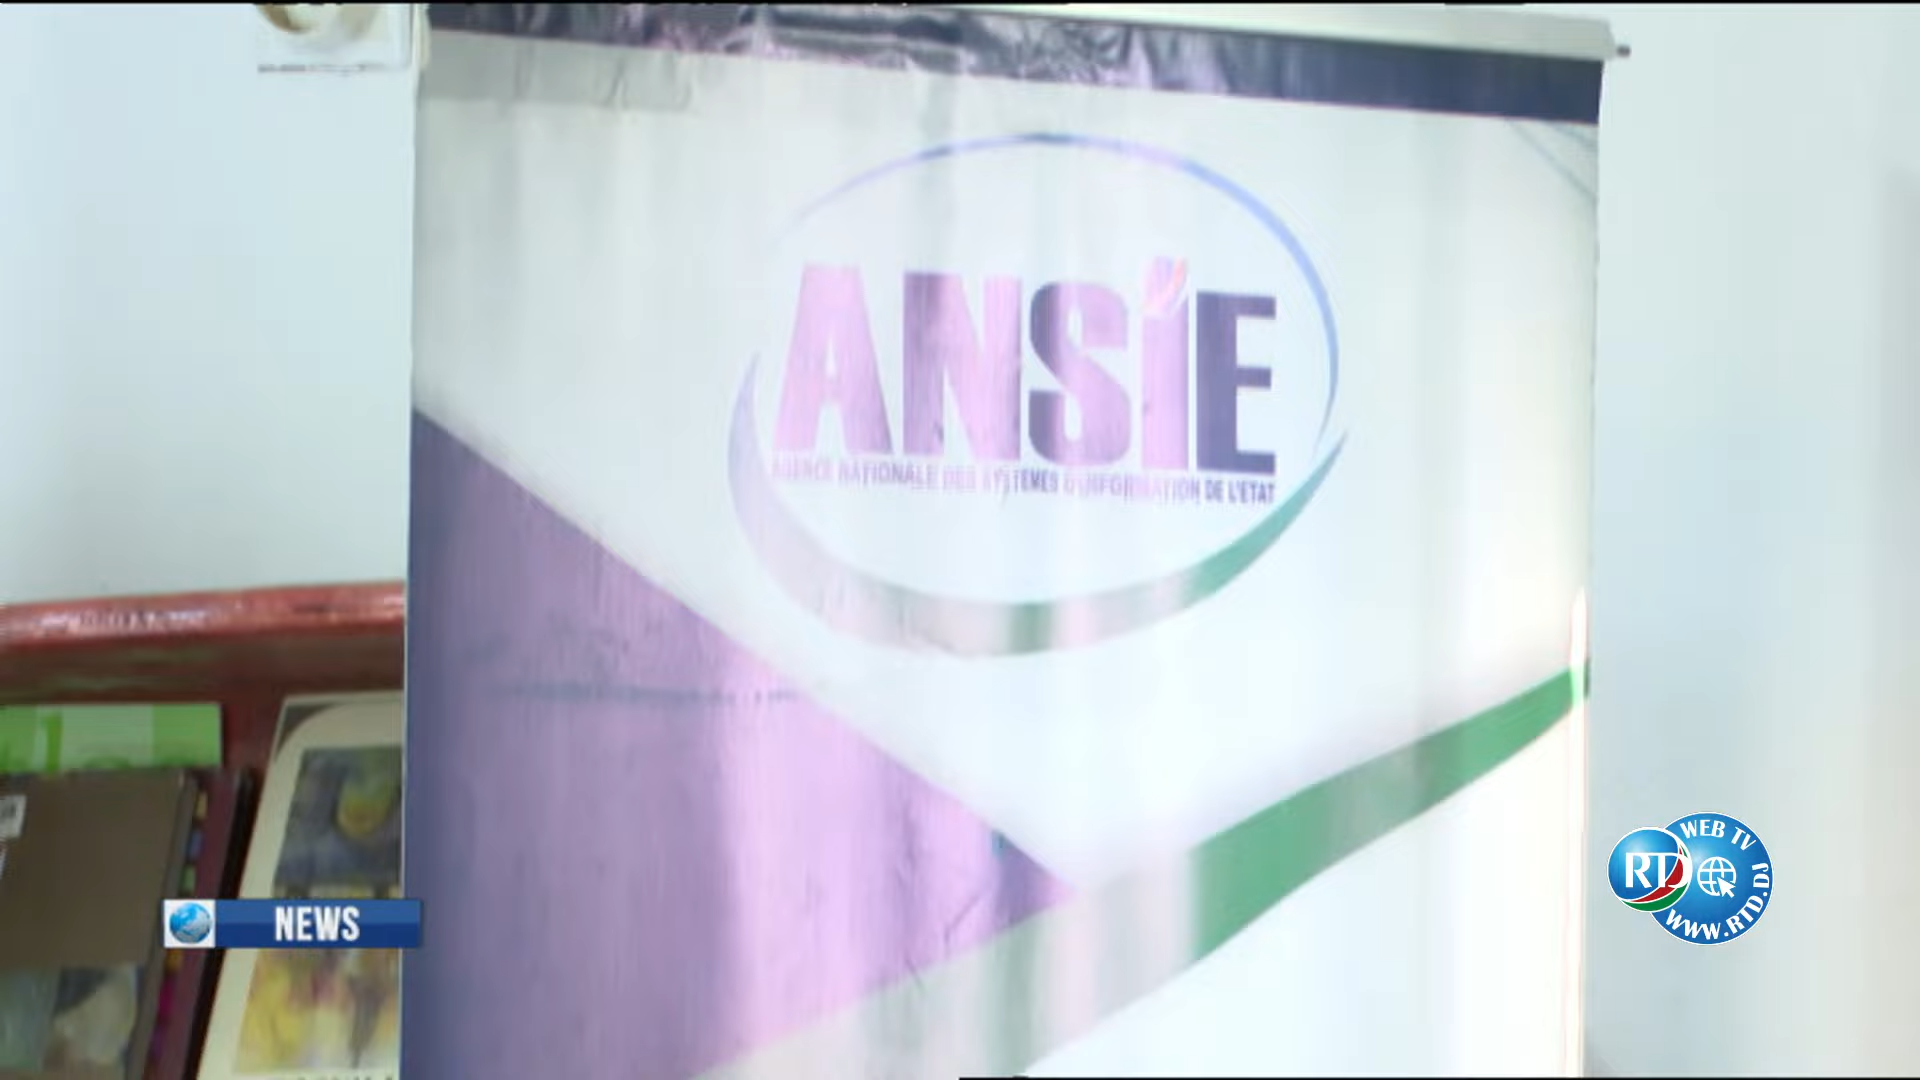 ANSIE
AGENCE NATIONALE DES SYSTEMES D'INFORMATION DE L'ETAT
NEWS
WEB TV
RTD
WWW.RTD.DJ